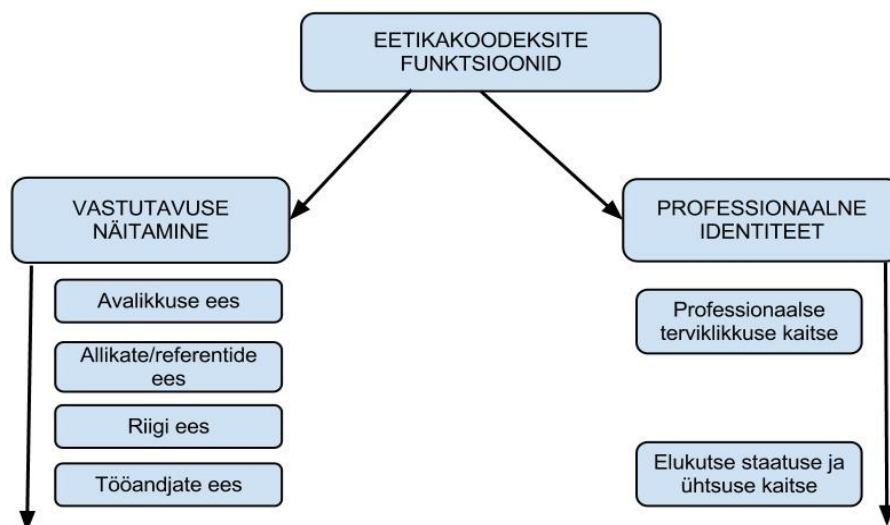 EETIKAKOODEKSITE
FUNKTSIOONID
VASTUTAVUSE
NÄITAMINE
Avalikkuse ees
Allikate/referentide
ees
Riigi ees
Tööandjate ees
PROFESSIONAALNE
IDENTITEET
Professionaalse
terviklikkuse kaitse
Elukutse staatuse ja
ühtsuse kaitse